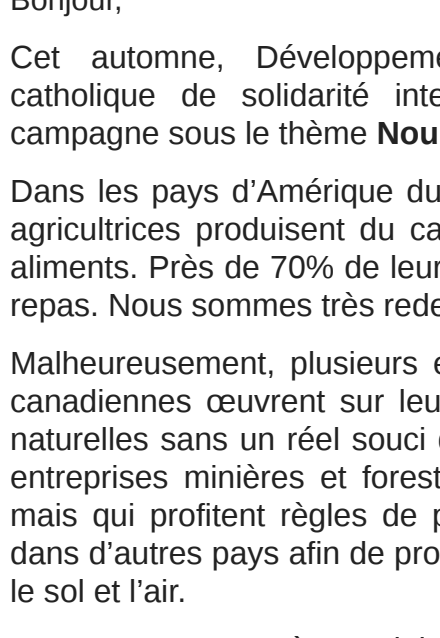 Bonjour,
Cet automne, Développeme
catholique de solidarité inte
campagne sous le thème Nou
Dans les pays d'Amérique du
agricultrices produisent du ca
aliments. Près de 70% de leur
repas. Nous sommes très rede
Malheureusement, plusieurs e
canadiennes œuvrent sur leu
naturelles sans un réel souci
entreprises minières et forest
mais qui profitent règles de p
dans d'autres pays afin de pro
le sol et l'air.